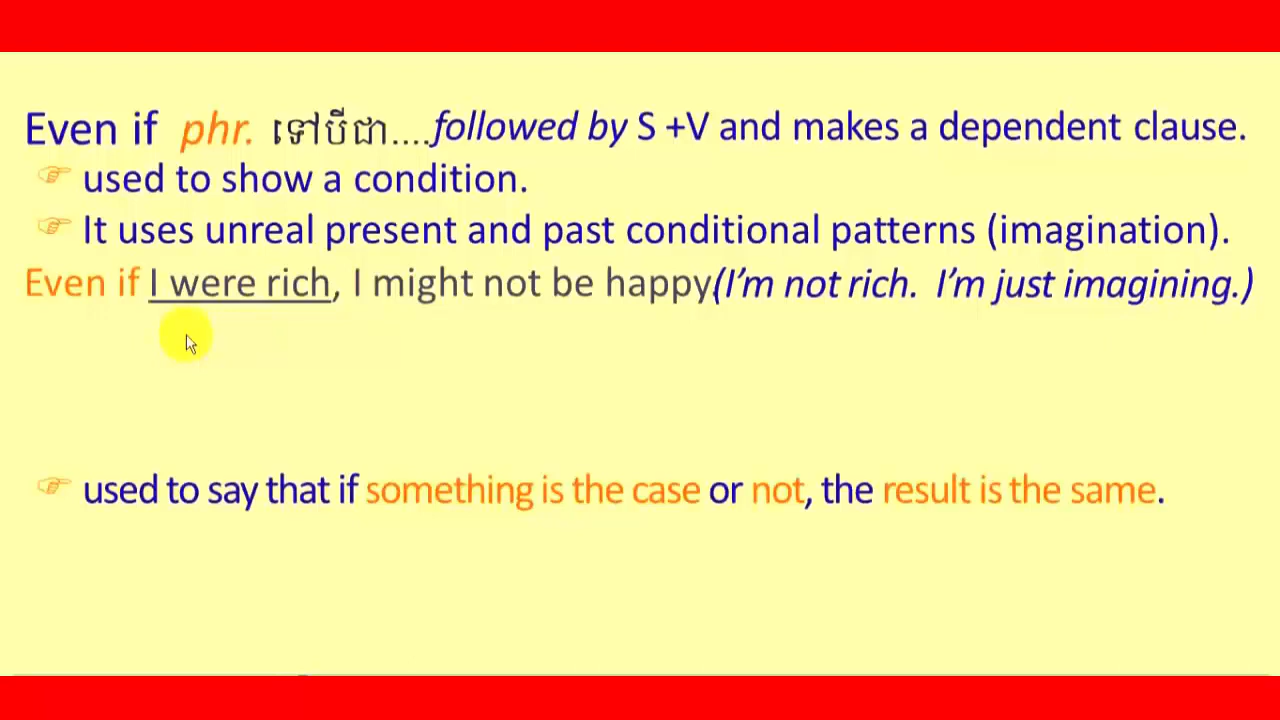 Even if phr. ទៅបីជា....followed by S +V and makes a dependent clause.
☞ used to show a condition.
☞ It uses unreal present and past conditional patterns (imagination).
Even if I were rich, I might not be happy.(I’m not rich. I’m just imagining.)
☞ used to say that if something is the case or not, the result is the same.